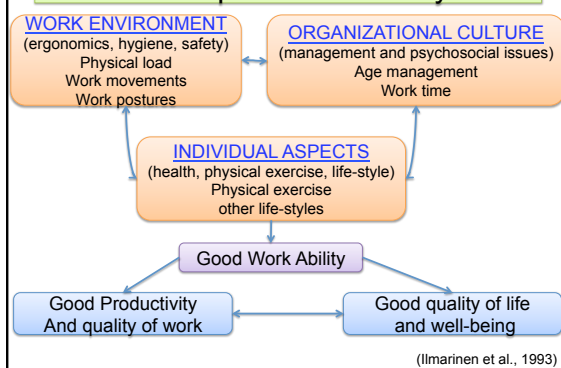 WORK ENVIRONMENT
(ergonomics, hygiene, safety)
Physical load
Work movements
Work postures
ORGANIZATIONAL CULTURE
(management and psychosocial issues)
Age management
Work time
INDIVIDUAL ASPECTS
(health, physical exercise, life-style)
Physical exercise
other life-styles
Good Work Ability
Good Productivity
And quality of work
Good quality of life
and well-being
(Ilmarinen et al., 1993)